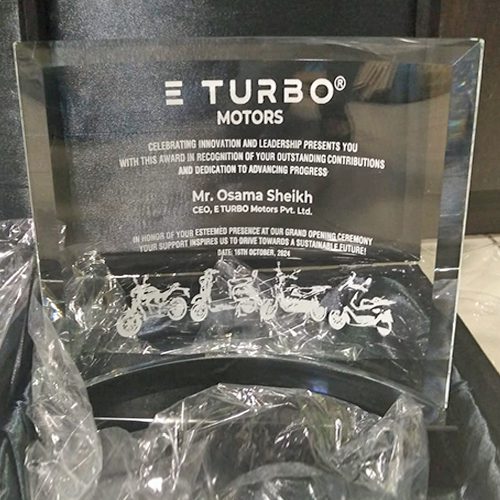 E TURBO®
MOTORS
CELEBRATING INNOVATION AND LEADERSHIP PRESENTS YOU
WITH THIS AWARD IN RECOGNITION OF YOUR OUTSTANDING CONTRIBUTIONS
AND DEDICATION TO ADVANCING PROGRESS
Mr. Osama Sheikh
CEO, E TURBO Motors Pvt. Ltd.
IN HONOR OF YOUR ESTEEMED PRESENCE AT OUR GRAND OPENING CEREMONY
YOUR SUPPORT INSPIRES US TO DRIVE TOWARDS A SUSTAINABLE FUTURE!
DATE: 16TH OCTOBER, 2024